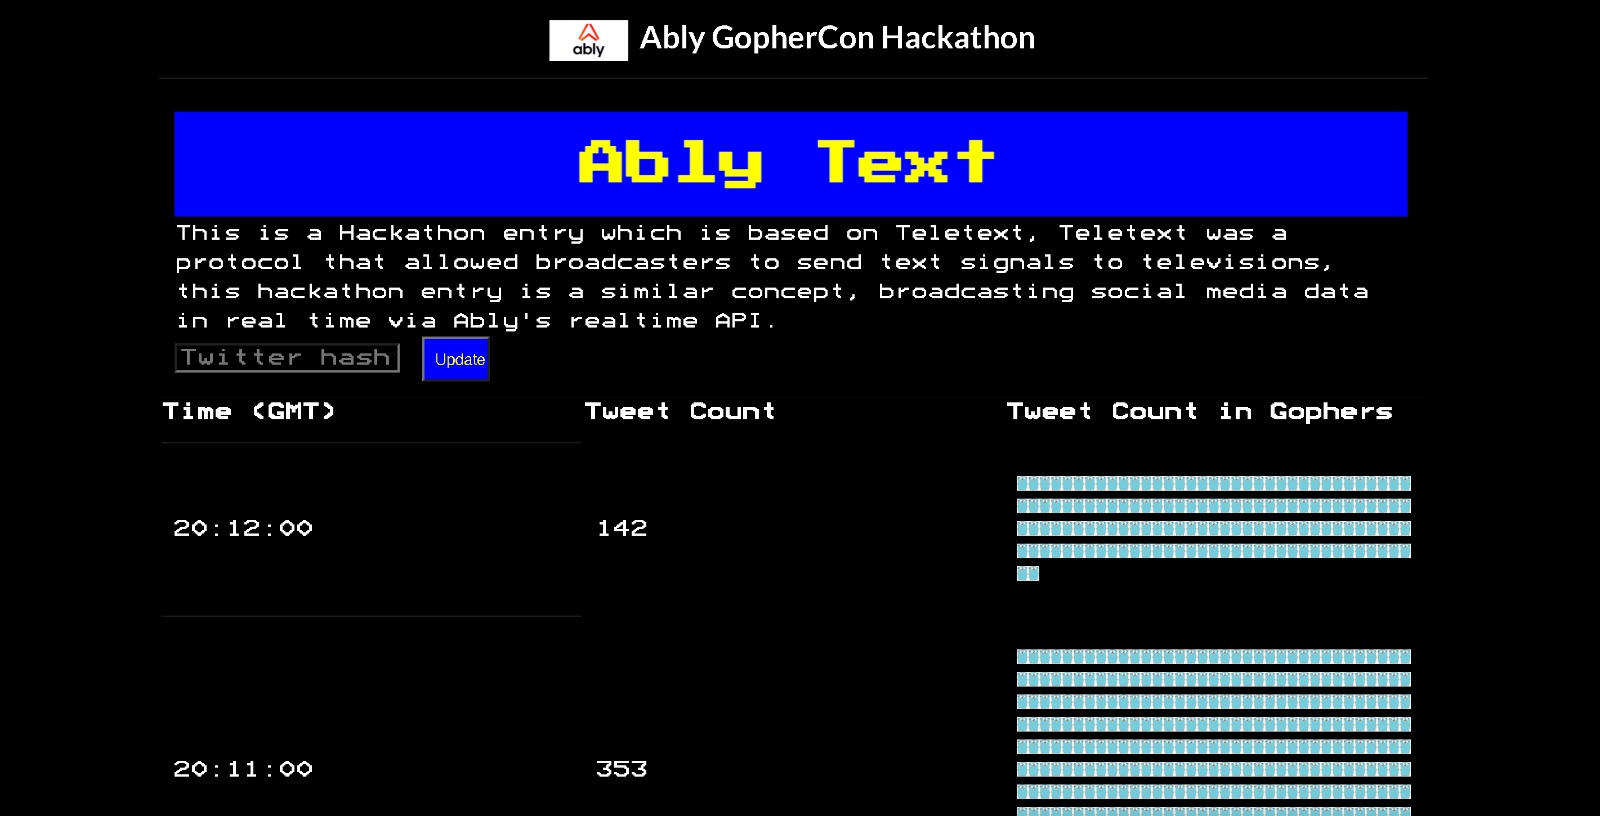 ably
Ably GopherCon Hackathon
Ably Text
This is a Hackathon entry which is based on Teletext, Teletext was a
protocol that allowed broadcasters to send text signals to televisions,
this hackathon entry is a similar concept, broadcasting social media data
in real time via Ably's realtime API.
Twitter hash
Update
Time (GMT) Tweet Count Tweet Count in Gophers
20:12:00 142
20:11:00 353